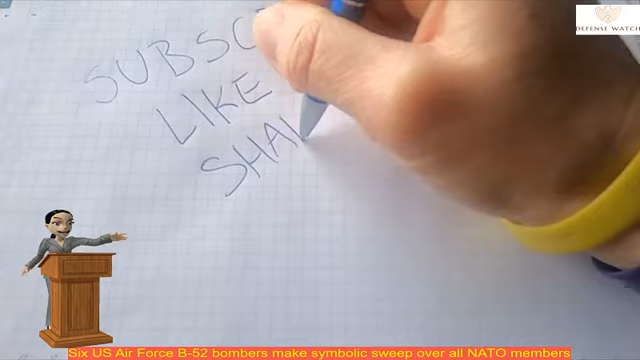 DEFENSE WATCH
SUBSC
LIKE
SHA
Six US Air Force B-52 bombers make symbolic sweep over all NATO members